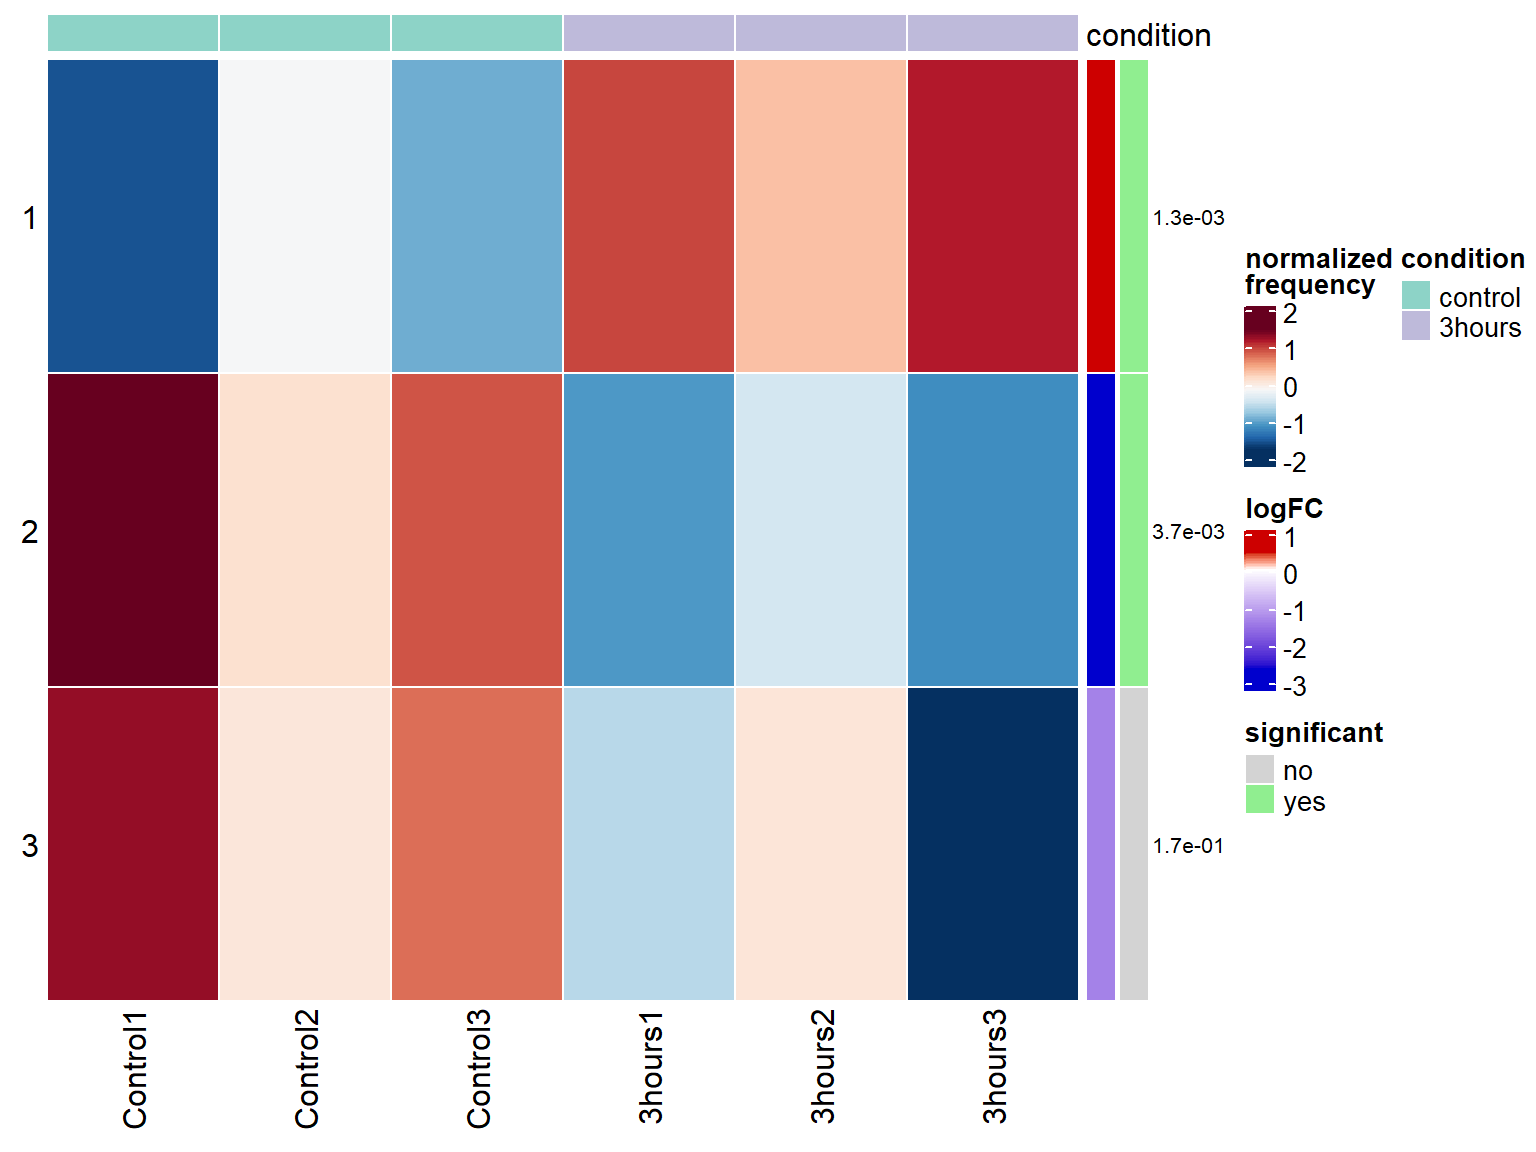 condition
1
2
3
1.3e-03
3.7e-03
1.7e-01
Control1
Control2
Control3
3hours1
3hours2
3hours3
normalized
frequency
2
1
0
-1
-2
condition
control
3hours
logFC
1
0
-1
-2
-3
significant
no
yes